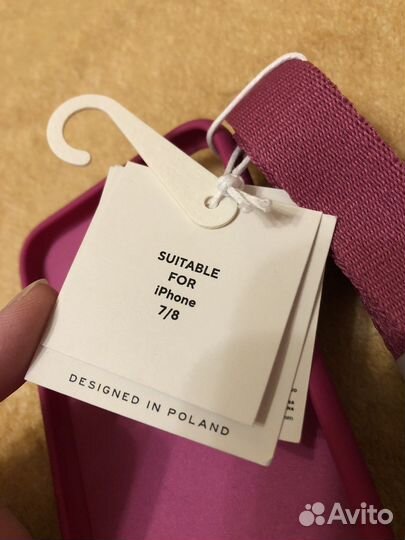 SUITABLE
FOR
iPhone
7/8
DESIGNED IN POLAND
Avito